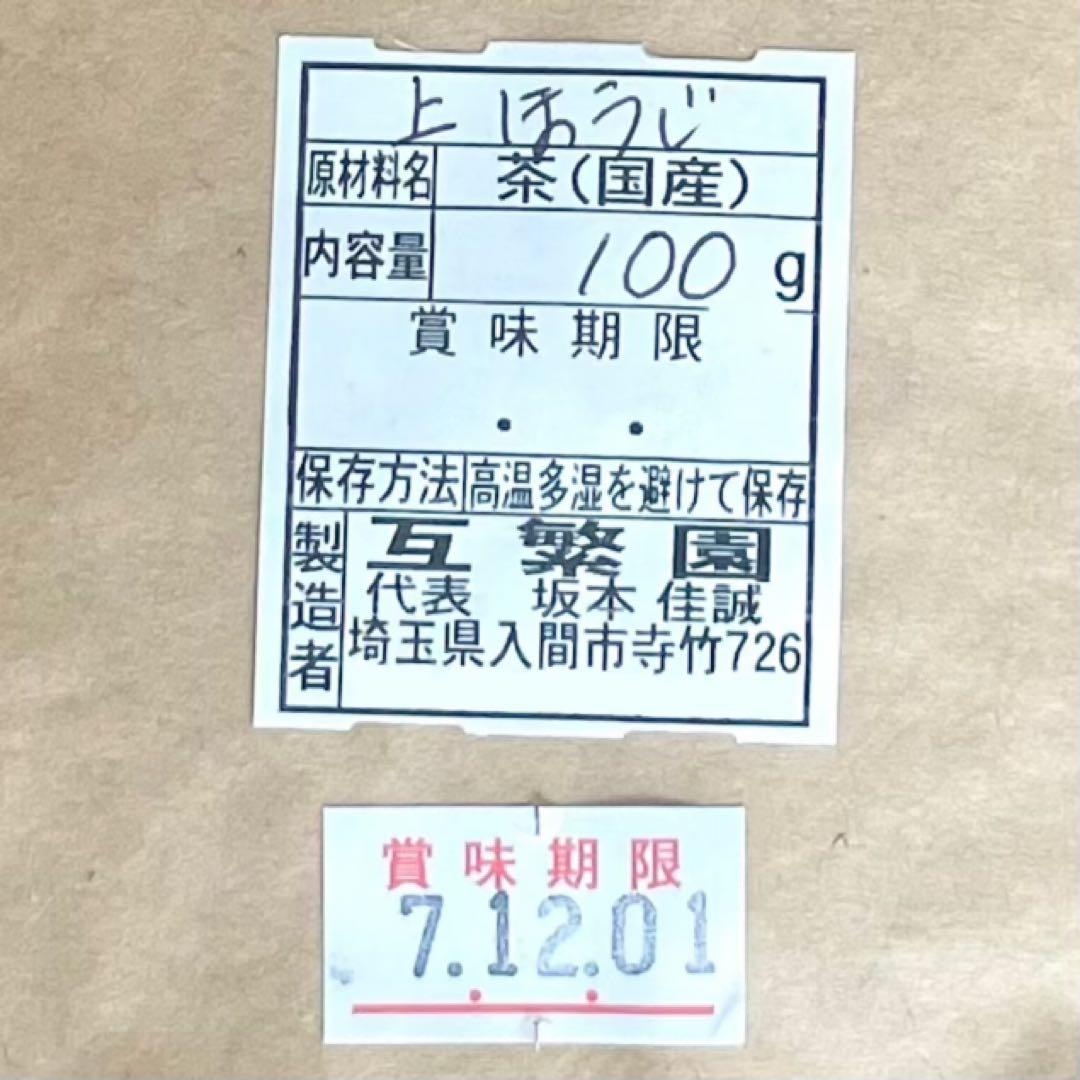 上 ほうじ
原材料名 茶(国産)
内容量 100 g
賞味期限
. .
保存方法 高温多湿を避けて保存
製造者 互繁園
代表 坂本 佳誠
埼玉県入間市寺竹726
賞味期限
7.12.01